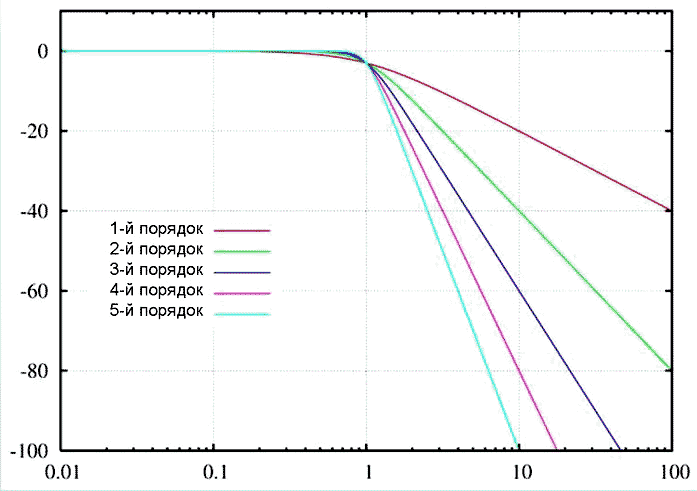 0
-20
-40
-60
-80
-100
1-й порядок
2-й порядок
3-й порядок
4-й порядок
5-й порядок
0.01 0.1 1 10 100